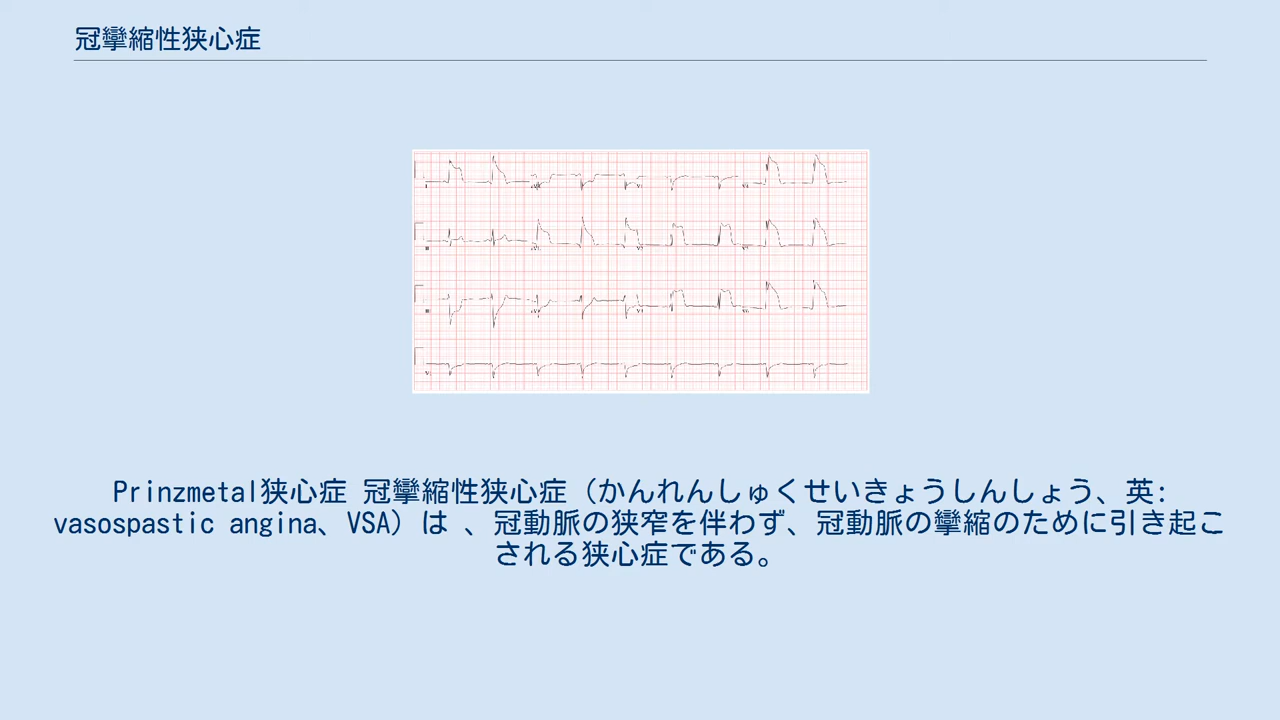 冠攣縮性狭心症
Prinzmetal狭心症 冠攣縮性狭心症（かんれんしゅくせいきょうしんしょう、英:
vasospastic angina、VSA）は 、冠動脈の狭窄を伴わず、冠動脈の攣縮のために引き起こ
される狭心症である。